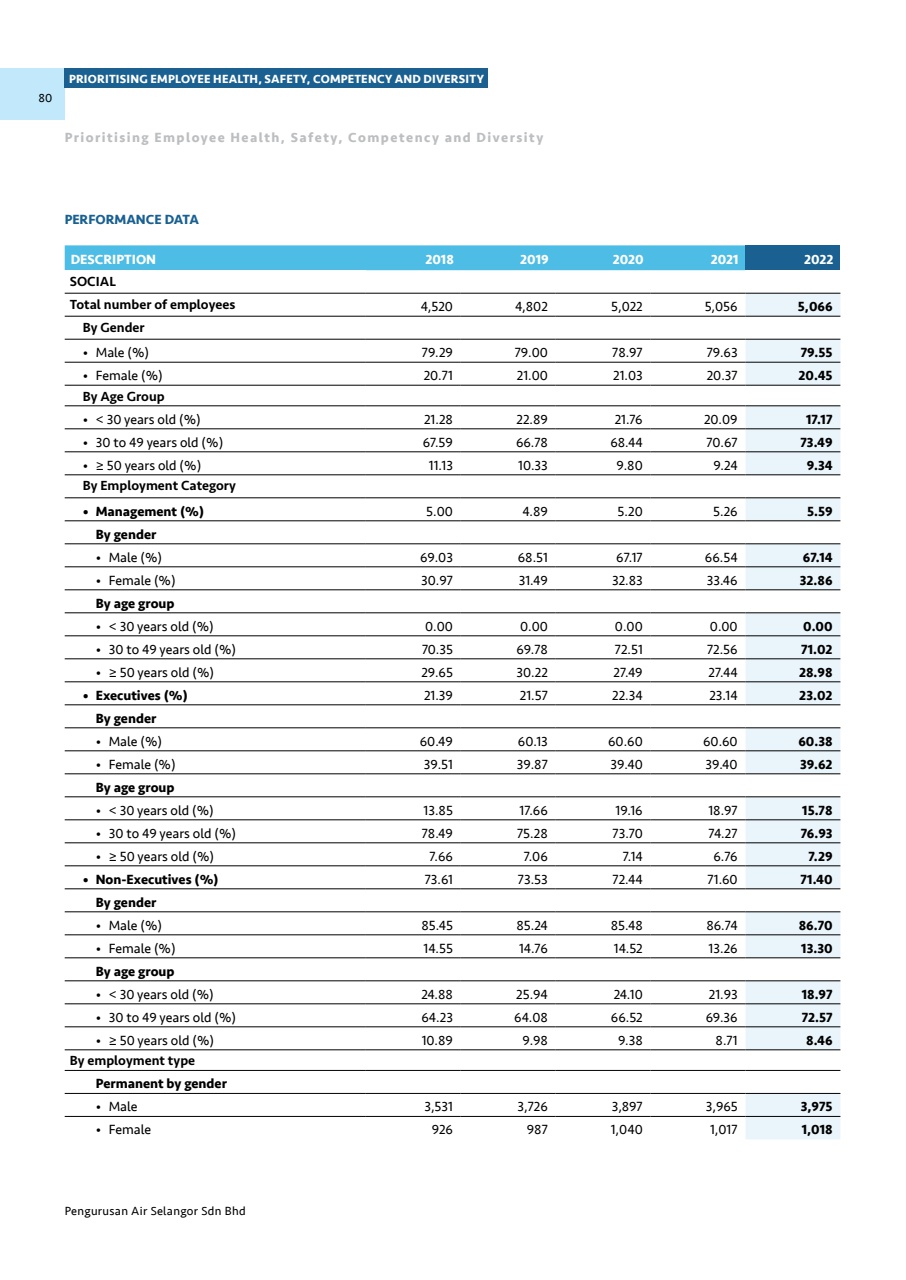 PRIORITISING EMPLOYEE HEALTH, SAFETY, COMPETENCY AND DIVERSITY
80
Prioritising Employee Health, Safety, Competency and Diversity
PERFORMANCE DATA
DESCRIPTION 2018 2019 2020 2021 2022
SOCIAL
Total number of employees 4,520 4,802 5,022 5,056 5,066
By Gender
• Male (%) 79.29 79.00 78.97 79.63 79.55
• Female (%) 20.71 21.00 21.03 20.37 20.45
By Age Group
• < 30 years old (%) 21.28 22.89 21.76 20.09 17.17
• 30 to 49 years old (%) 67.59 66.78 68.44 70.67 73.49
• ≥ 50 years old (%) 11.13 10.33 9.80 9.24 9.34
By Employment Category
• Management (%) 5.00 4.89 5.20 5.26 5.59
By gender
• Male (%) 69.03 68.51 67.17 66.54 67.14
• Female (%) 30.97 31.49 32.83 33.46 32.86
By age group
• < 30 years old (%) 0.00 0.00 0.00 0.00 0.00
• 30 to 49 years old (%) 70.35 69.78 72.51 72.56 71.02
• ≥ 50 years old (%) 29.65 30.22 27.49 27.44 28.98
• Executives (%) 21.39 21.57 22.34 23.14 23.02
By gender
• Male (%) 60.49 60.13 60.60 60.60 60.38
• Female (%) 39.51 39.87 39.40 39.40 39.62
By age group
• < 30 years old (%) 13.85 17.66 19.16 18.97 15.78
• 30 to 49 years old (%) 78.49 75.28 73.70 74.27 76.93
• ≥ 50 years old (%) 7.66 7.06 7.14 6.76 7.29
• Non-Executives (%) 73.61 73.53 72.44 71.60 71.40
By gender
• Male (%) 85.45 85.24 85.48 86.74 86.70
• Female (%) 14.55 14.76 14.52 13.26 13.30
By age group
• < 30 years old (%) 24.88 25.94 24.10 21.93 18.97
• 30 to 49 years old (%) 64.23 64.08 66.52 69.36 72.57
• ≥ 50 years old (%) 10.89 9.98 9.38 8.71 8.46
By employment type
Permanent by gender
• Male 3,531 3,726 3,897 3,965 3,975
• Female 926 987 1,040 1,017 1,018
Pengurusan Air Selangor Sdn Bhd